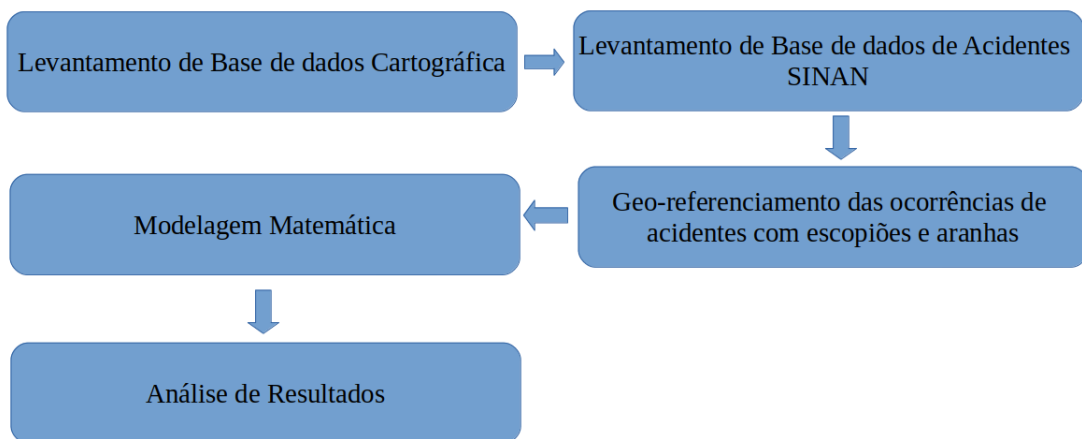 Levantamento de Base de dados Cartográfica
Levantamento de Base de dados de Acidentes
SINAN
Geo-referenciamento das ocorrências de
acidentes com escopiões e aranhas
Modelagem Matemática
Análise de Resultados